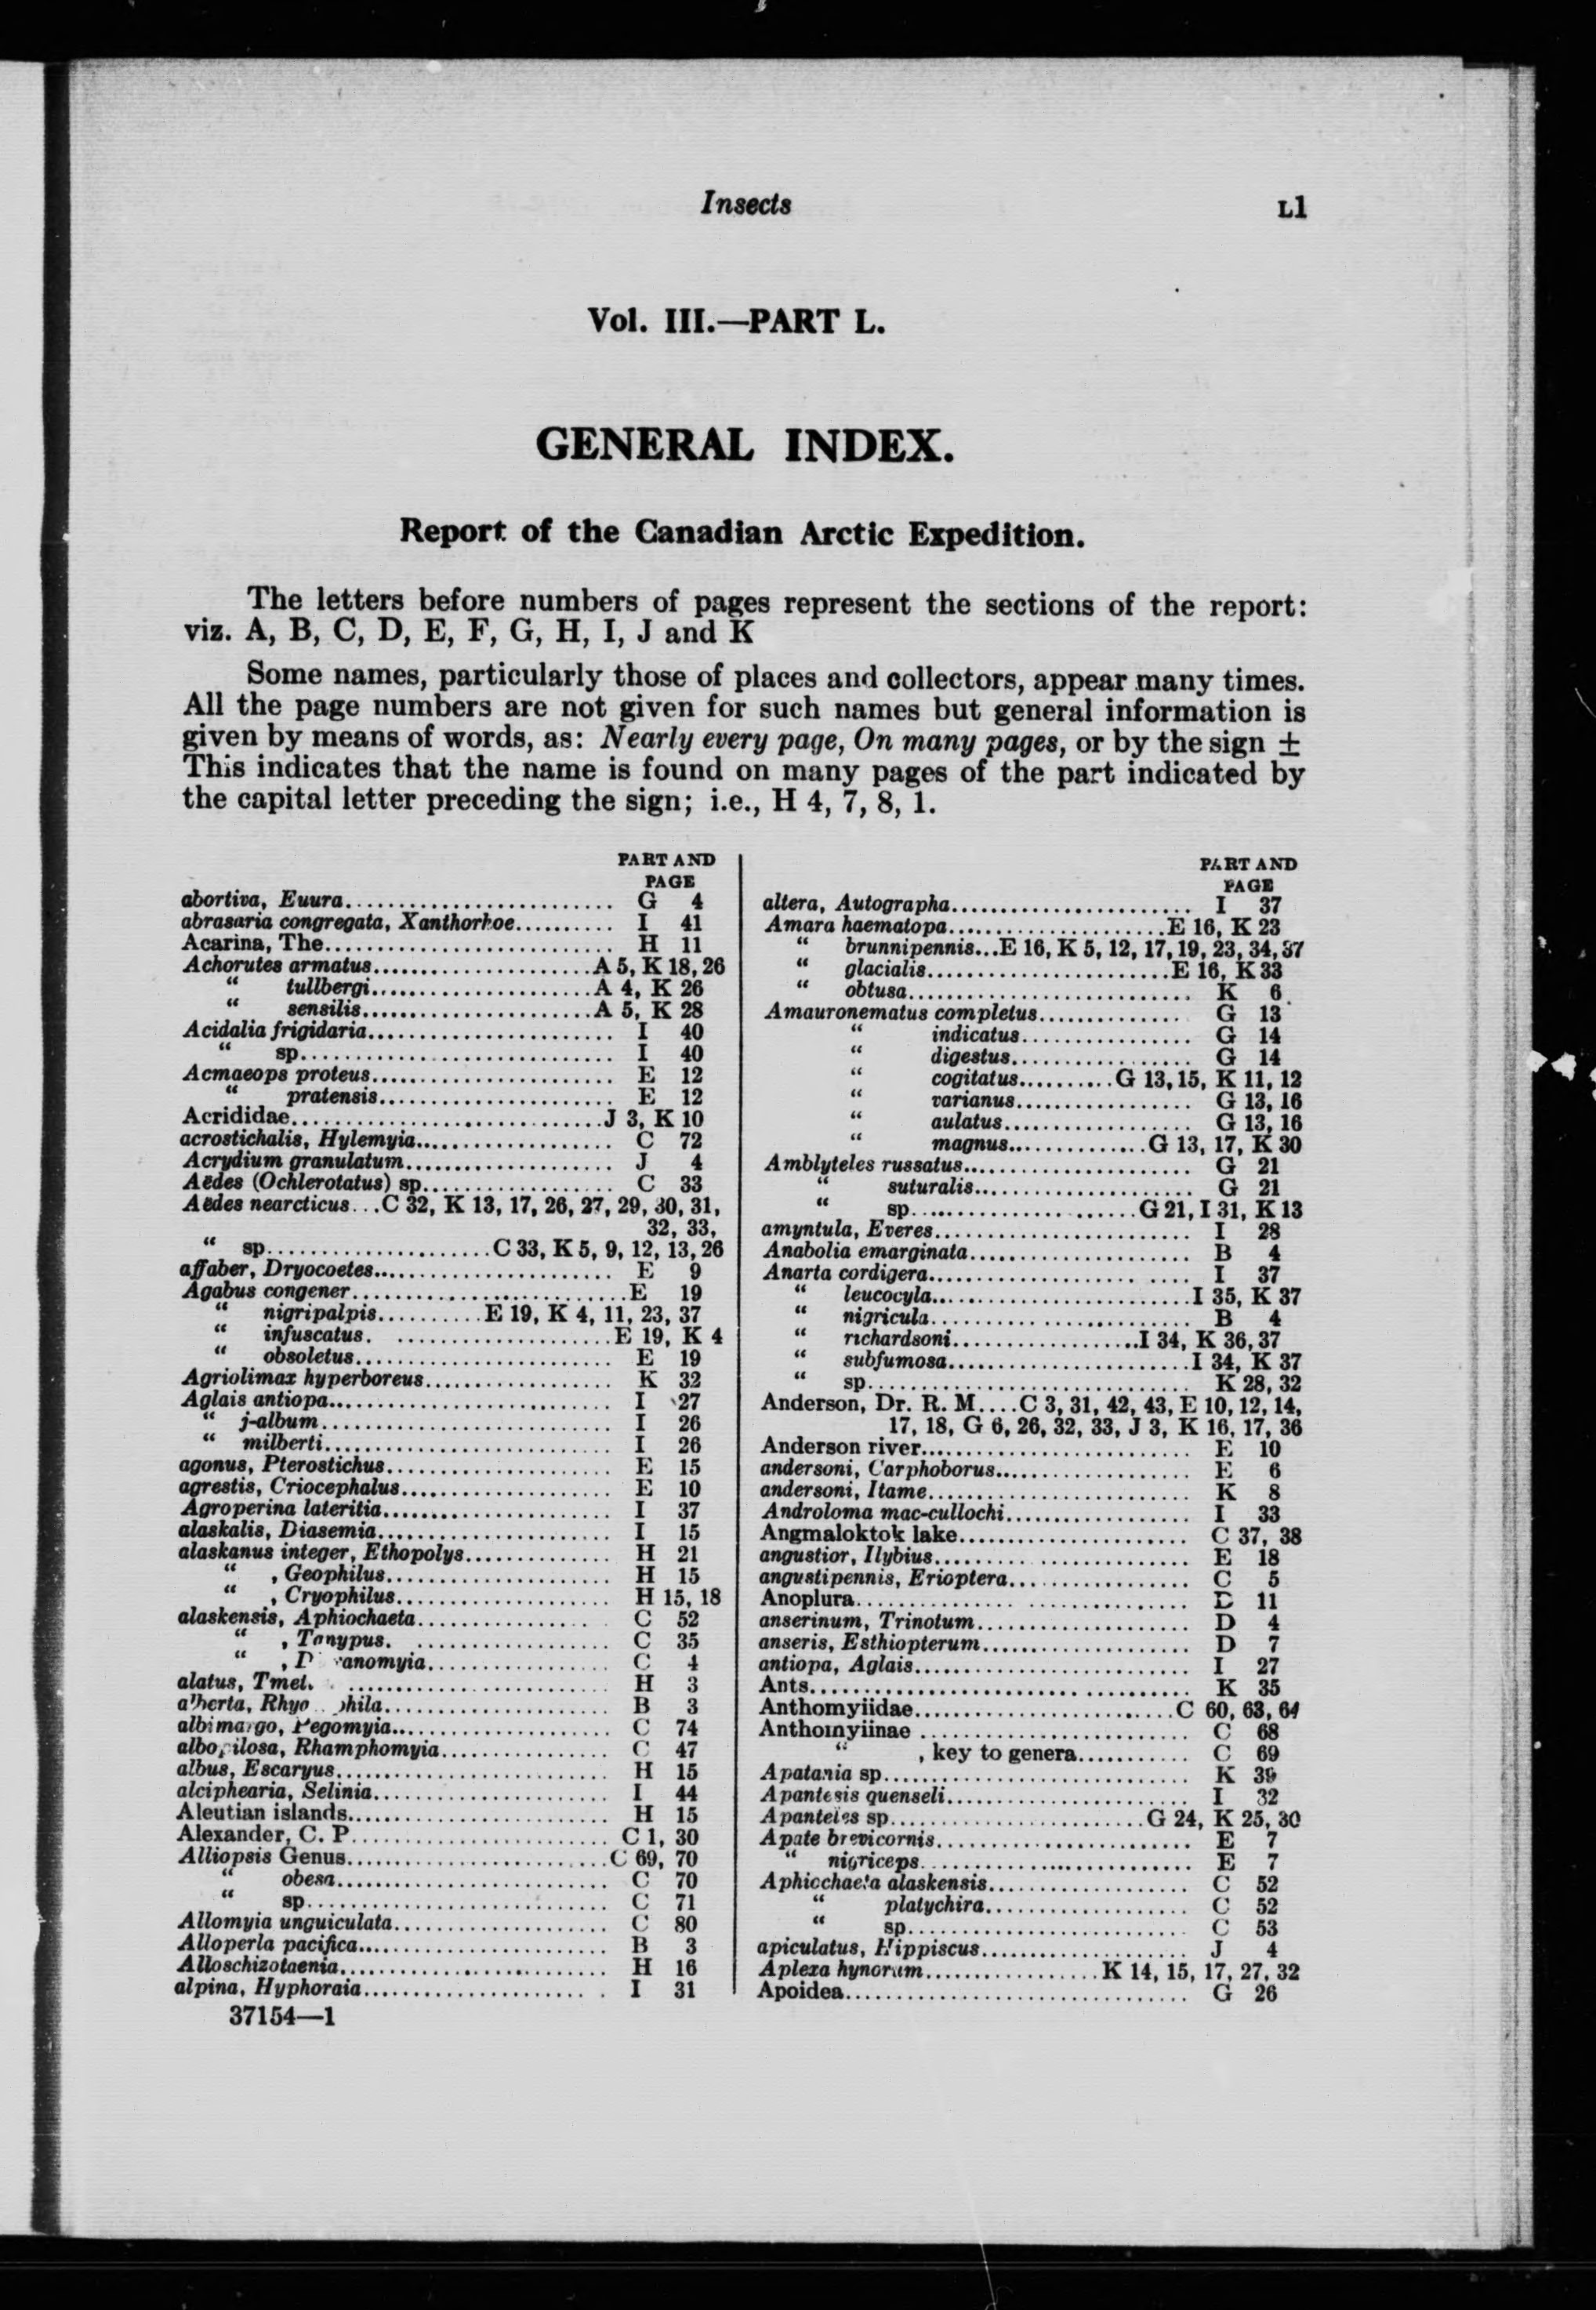 Insects
L1
Vol. III.—PART L.
GENERAL INDEX.
Report of the Canadian Arctic Expedition.
The letters before numbers of pages represent the sections of the report:
viz. A, B, C, D, E, F, G, H, I, J and K
Some names, particularly those of places and collectors, appear many times.
All the page numbers are not given for such names but general information is
given by means of words, as: Nearly every page, On many pages, or by the sign ±
This indicates that the name is found on many pages of the part indicated by
the capital letter preceding the sign; i.e., H 4, 7, 8, 1.
PART AND
PAGE
abortiva, Euura.......... G 4
abrasaria congregata, Xanthorhoe.......... I 41
Acarina, The.......... H 11
Achorutes armatus.......... A 5, K 18, 26
“ tullbergi.......... A 4, K 26
“ sensilis.......... A 5, K 28
Acidalia frigidaria.......... I 40
“ sp.......... I 40
Acmaeops proteus.......... E 12
“ pratensis.......... E 12
Acrididae.......... J 3, K 10
acrostichalis, Hylemyia.......... C 72
Acrydium granulatum.......... J 4
Aëdes (Ochlerotatus) sp.......... C 33
Aëdes nearcticus...C 32, K 13, 17, 26, 27, 29, 30, 31,
32, 33,
“ sp.......... C 33, K 5, 9, 12, 13, 26
affaber, Dryocoetes.......... E 9
Agabus congener.......... E 19
“ nigripalpis.......... E 19, K 4, 11, 23, 37
“ infuscatus.......... E 19, K 4
“ obsoletus.......... E 19
Agriolimax hyperboreus.......... K 32
Aglais antiopa.......... I 27
“ j-album.......... I 26
“ milberti.......... I 26
agonus, Pterostichus.......... E 15
agrestis, Criocephalus.......... E 10
Agroperina lateritia.......... I 37
alaskalis, Diasemia.......... I 15
alaskanus integer, Ethopolys.......... H 21
“ , Geophilus.......... H 15
“ , Cryophilus.......... H 15, 18
alaskensis, Aphiochaeta.......... C 52
“ , Tanypus.......... C 35
“ , .......... C 4
alatus, .......... H 3
alberta, .......... B 3
albimargo, Pegomyia.......... C 74
albopilosa, Rhamphomyia.......... C 47
albus, Escaryus.......... H 15
alciphearia, Selinia.......... I 44
Aleutian islands.......... H 15
Alexander, C. P.......... C 1, 30
Alliopsis Genus.......... C 69, 70
“ obesa.......... C 70
“ sp.......... C 71
Allomyia unguiculata.......... C 80
Alloperla pacifica.......... B 3
Alloschizotaenia.......... H 16
alpina, Hyphoraia.......... I 31
37154—1
PART AND
PAGE
altera, Autographa.......... I 37
Amara haematopa.......... E 16, K 23
“ brunnipennis...E 16, K 5, 12, 17, 19, 23, 34, 37
“ glacialis.......... E 16, K 33
“ obtusa.......... K 6
Amauronematus completus.......... G 13
“ indicatus.......... G 14
“ digestus.......... G 14
“ cogitatus.......... G 13, 15, K 11, 12
“ varianus.......... G 13, 16
“ aulatus.......... G 13, 16
“ magnus.......... G 13, 17, K 30
Amblyteles russatus.......... G 21
“ suturalis.......... G 21
“ sp.......... G 21, I 31, K 13
amyntula, Everes.......... I 28
Anabolia emarginata.......... B 4
Anarta cordigera.......... I 37
“ leucocyla.......... I 35, K 37
“ nigricula.......... B 4
“ richardsoni.......... I 34, K 36, 37
“ subfumosa.......... I 34, K 37
“ sp.......... K 28, 32
Anderson, Dr. R. M....C 3, 31, 42, 43, E 10, 12, 14,
17, 18, G 6, 26, 32, 33, J 3, K 16, 17, 36
Anderson river.......... E 10
andersoni, Carphoborus.......... E 6
andersoni, Itame.......... K 8
Androloma mac-cullochi.......... I 33
Angmaloktok lake.......... C 37, 38
angustior, Ilybius.......... E 18
angustipennis, Erioptera.......... C 5
Anoplura.......... D 11
anserinum, Trinotum.......... D 4
anseris, Esthiopterum.......... D 7
antiopa, Aglais.......... I 27
Ants.......... K 35
Anthomyiidae.......... C 60, 63, 64
Anthomyiinae .......... C 68
“ , key to genera.......... C 69
Apatania sp.......... K 39
Apantesis quenseli.......... I 32
Apanteles sp.......... G 24, K 25, 30
Apate brevicornis.......... E 7
“ nigriceps.......... E 7
Aphiochaeta alaskensis.......... C 52
“ platychira.......... C 52
“ sp.......... C 53
apiculatus, Hippiscus.......... J 4
Aplexa hynorum.......... K 14, 15, 17, 27, 32
Apoidea.......... G 26